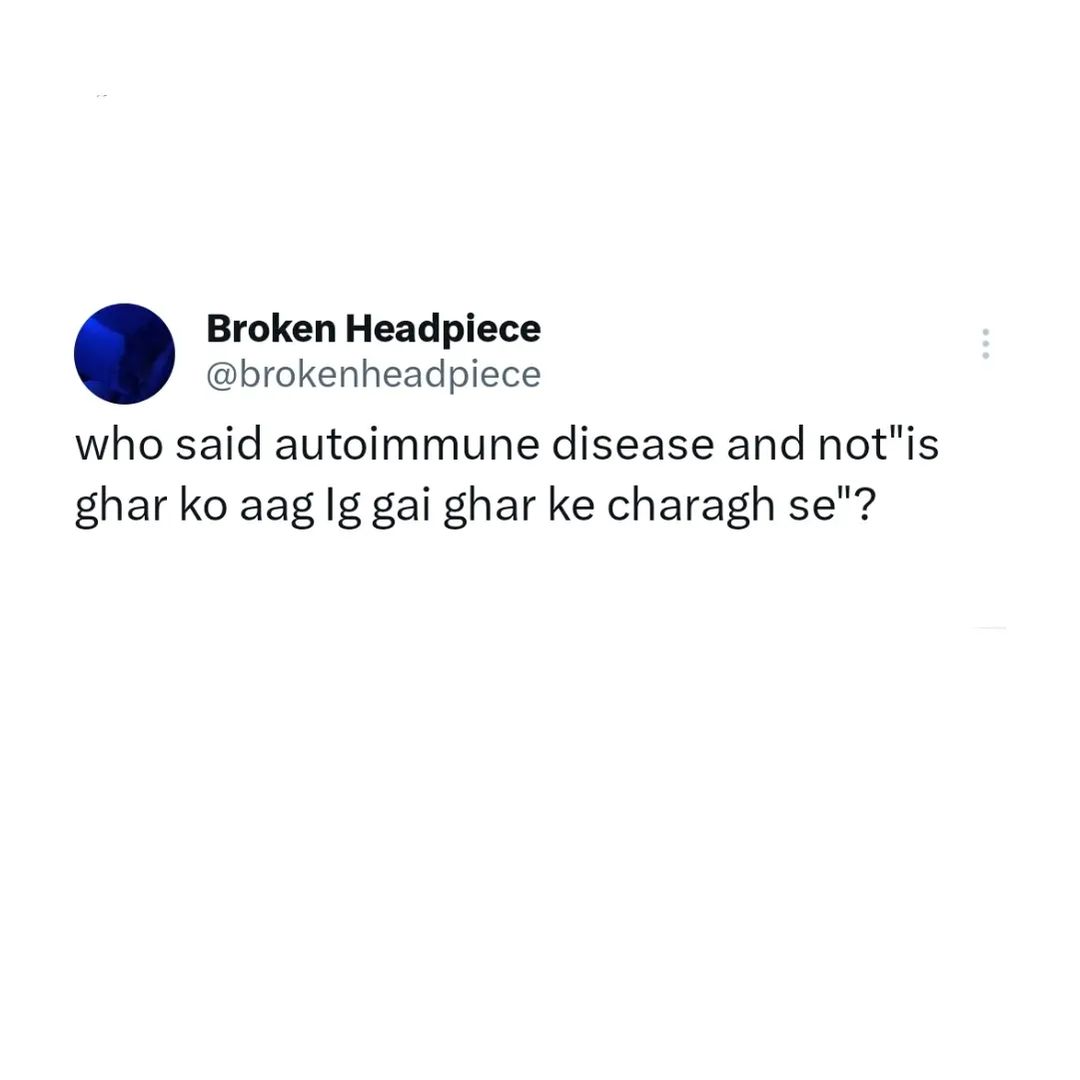 Broken Headpiece
@brokenheadpiece
who said autoimmune disease and not"is
ghar ko aag lg gai ghar ke charagh se"?